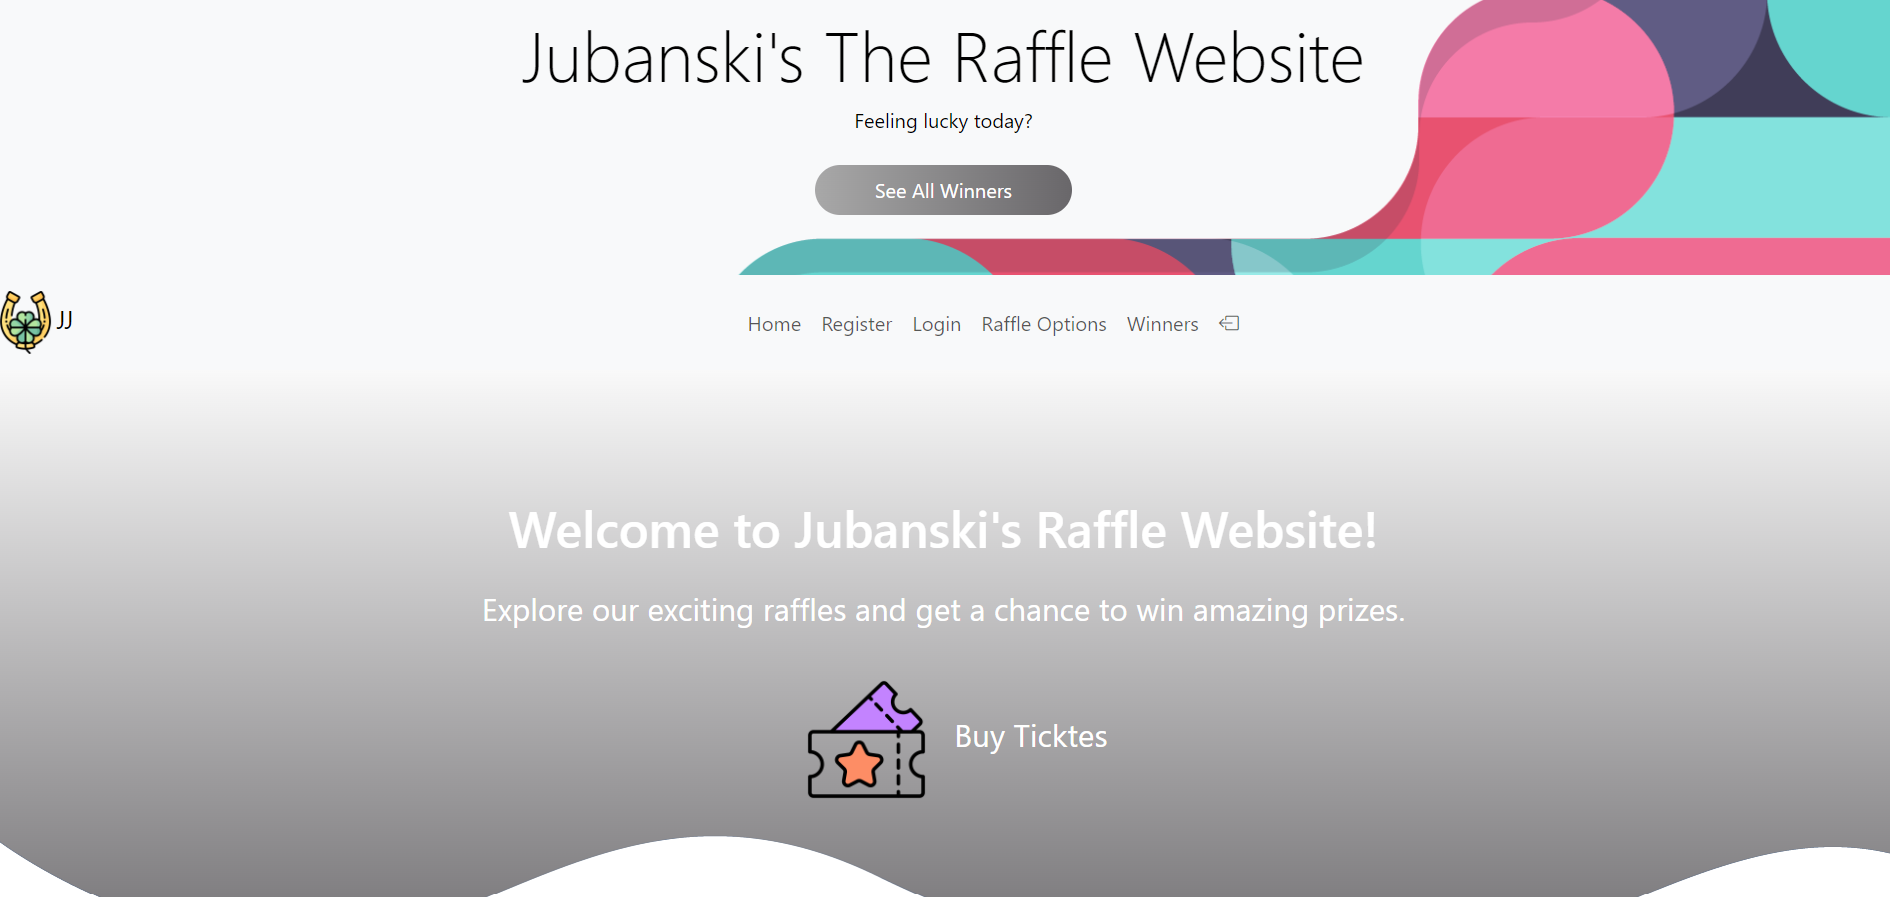 Jubanski's The Raffle Website
Feeling lucky today?
See All Winners
JJ
Home Register Login Raffle Options Winners
Welcome to Jubanski's Raffle Website!
Explore our exciting raffles and get a chance to win amazing prizes.
Buy Ticktes